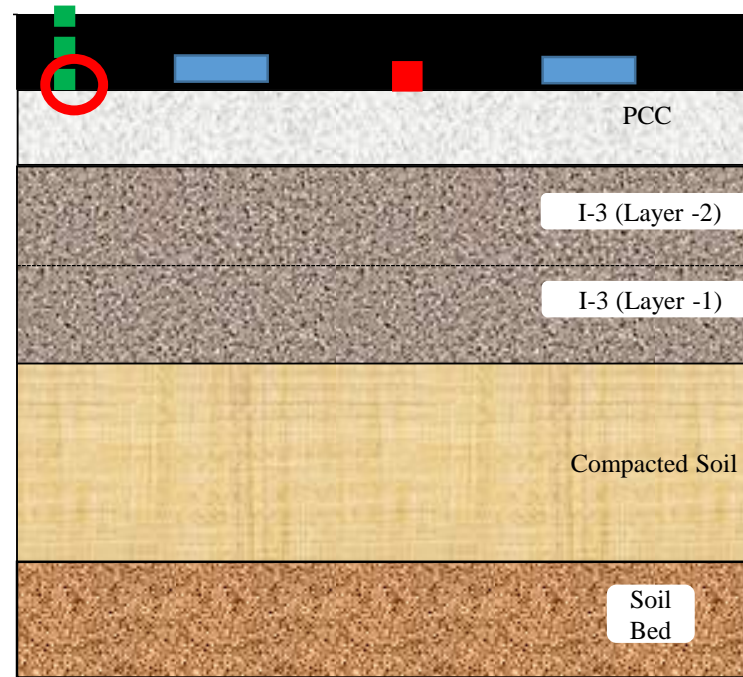 PCC
I-3 (Layer -2)
I-3 (Layer -1)
Compacted Soil
Soil
Bed